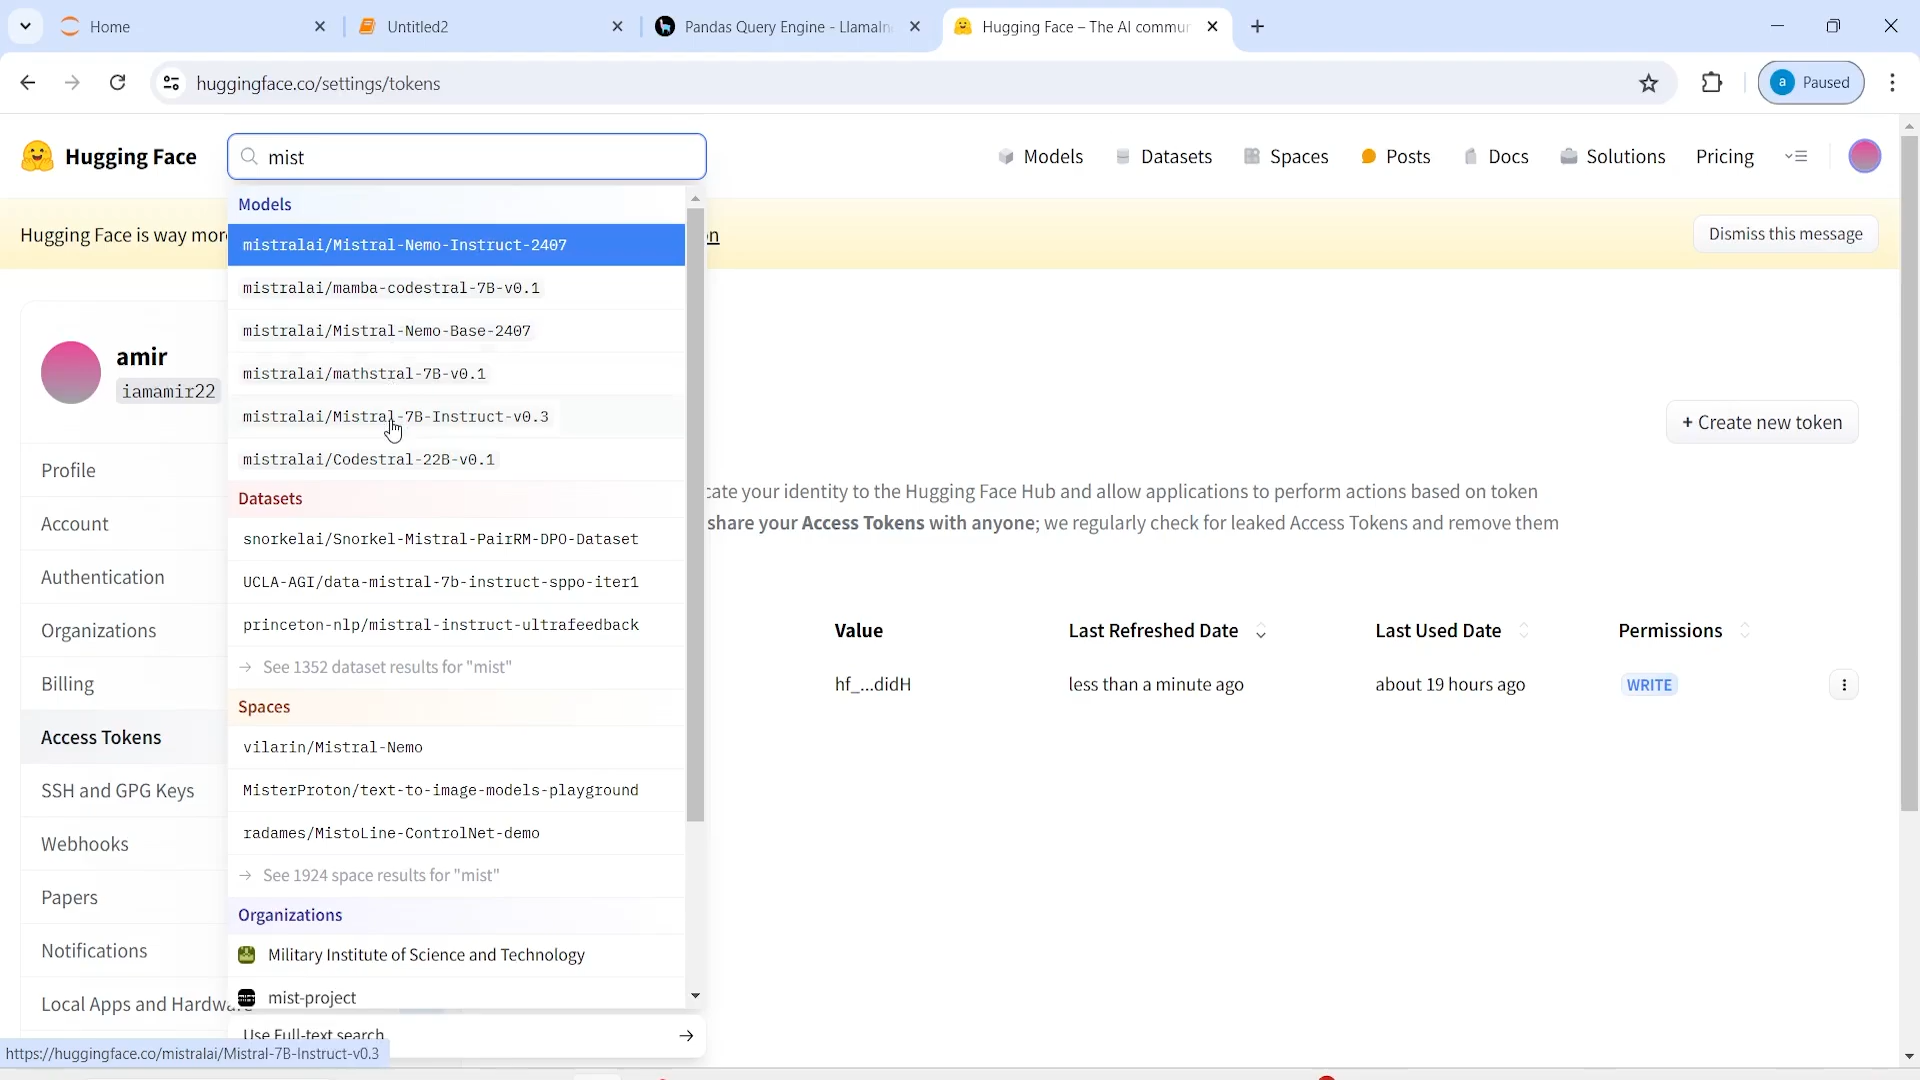 Home
Untitled2
Pandas Query Engine - LlamaIn
Hugging Face – The AI commun
huggingface.co/settings/tokens
a Paused
Hugging Face
mist
Models
Datasets
Spaces
Posts
Docs
Solutions
Pricing
Hugging Face is way mor
n
Dismiss this message
Models
mistralai/Mistral-Nemo-Instruct-2407
mistralai/mamba-codestral-7B-v0.1
mistralai/Mistral-Nemo-Base-2407
mistralai/mathstral-7B-v0.1
mistralai/Mistral-7B-Instruct-v0.3
mistralai/Codestral-22B-v0.1
Datasets
snorkelai/Snorkel-Mistral-PairRM-DPO-Dataset
UCLA-AGI/data-mistral-7b-instruct-sppo-iter1
princeton-nlp/mistral-instruct-ultrafeedback
→ See 1352 dataset results for "mist"
Spaces
vilarin/Mistral-Nemo
MisterProton/text-to-image-models-playground
radames/MistoLine-ControlNet-demo
→ See 1924 space results for "mist"
Organizations
Military Institute of Science and Technology
mist-project
Use Full-text search →
amir
iamamir22
Profile
Account
Authentication
Organizations
Billing
Access Tokens
SSH and GPG Keys
Webhooks
Papers
Notifications
Local Apps and Hardware
+ Create new token
cate your identity to the Hugging Face Hub and allow applications to perform actions based on token
share your Access Tokens with anyone; we regularly check for leaked Access Tokens and remove them
Value
Last Refreshed Date
Last Used Date
Permissions
hf_...didH
less than a minute ago
about 19 hours ago
WRITE
https://huggingface.co/mistralai/Mistral-7B-Instruct-v0.3